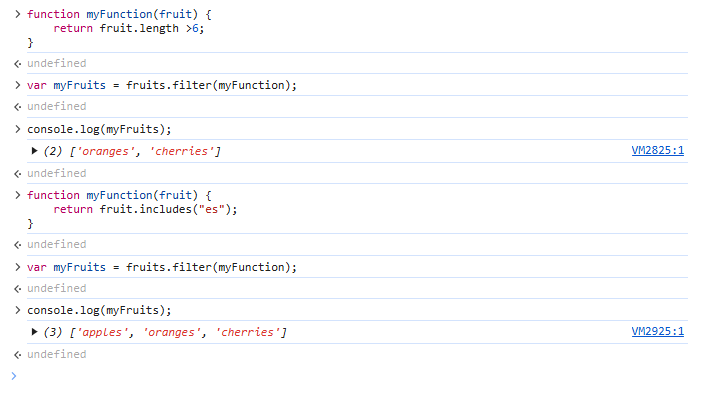 function myFunction(fruit) {
    return fruit.length >6;
}
undefined
var myFruits = fruits.filter(myFunction);
undefined
console.log(myFruits);
(2) ['oranges', 'cherries'] VM2825:1
undefined
function myFunction(fruit) {
    return fruit.includes("es");
}
undefined
var myFruits = fruits.filter(myFunction);
undefined
console.log(myFruits);
(3) ['apples', 'oranges', 'cherries'] VM2925:1
undefined